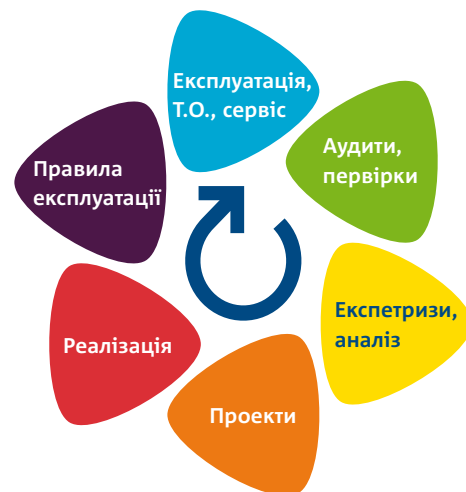 Експлуатація,
Т.О., сервіс
Аудити,
первірки
Експетризи,
аналіз
Проекти
Реалізація
Правила
експлуатації